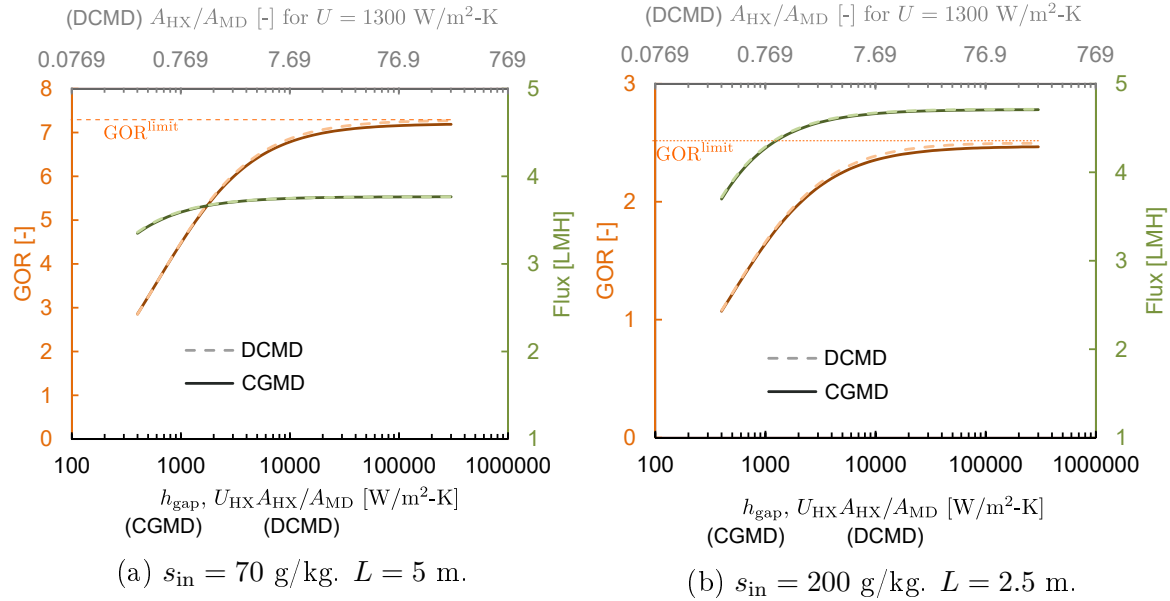 (DCMD) A_HX/A_MD [-] for U = 1300 W/m²-K
0.0769 0.769 7.69 76.9 769
8
7
6
5
4
3
2
1
0
GOR [-]
GOR^limit
5
4
3
2
1
Flux [LMH]
DCMD
CGMD
100 1000 10000 100000 1000000
h_gap, U_HX A_HX/A_MD [W/m²-K]
(CGMD) (DCMD)
(a) s_in = 70 g/kg. L = 5 m.
(DCMD) A_HX/A_MD [-] for U = 1300 W/m²-K
0.0769 0.769 7.69 76.9 769
3
2
1
0
GOR [-]
GOR^limit
5
4
3
2
1
Flux [LMH]
DCMD
CGMD
100 1000 10000 100000 1000000
h_gap, U_HX A_HX/A_MD [W/m²-K]
(CGMD) (DCMD)
(b) s_in = 200 g/kg. L = 2.5 m.